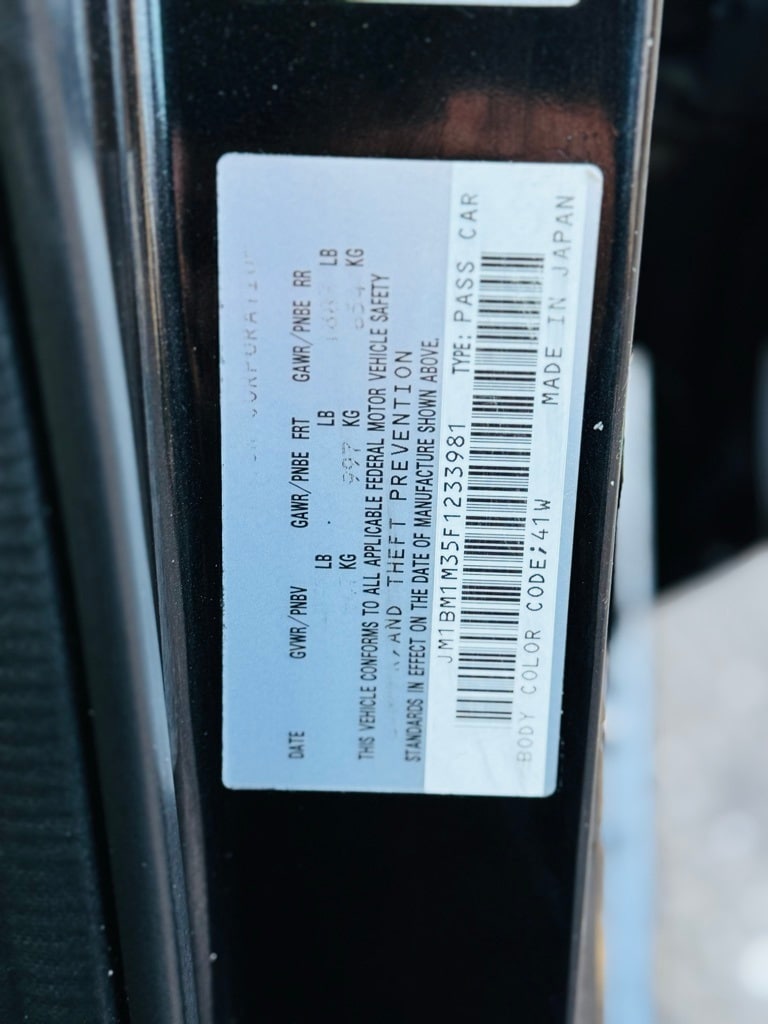 CORPORATION
DATE GVWR/PNBV GAWR/PNBE FRT GAWR/PNBE RR
LB LB LB
KG 997 KG KG
THIS VEHICLE CONFORMS TO ALL APPLICABLE FEDERAL MOTOR VEHICLE SAFETY
AND THEFT PREVENTION
STANDARDS IN EFFECT ON THE DATE OF MANUFACTURE SHOWN ABOVE.
JM1BM1M35F1233981 TYPE: PASS CAR
BODY COLOR CODE;41W MADE IN JAPAN